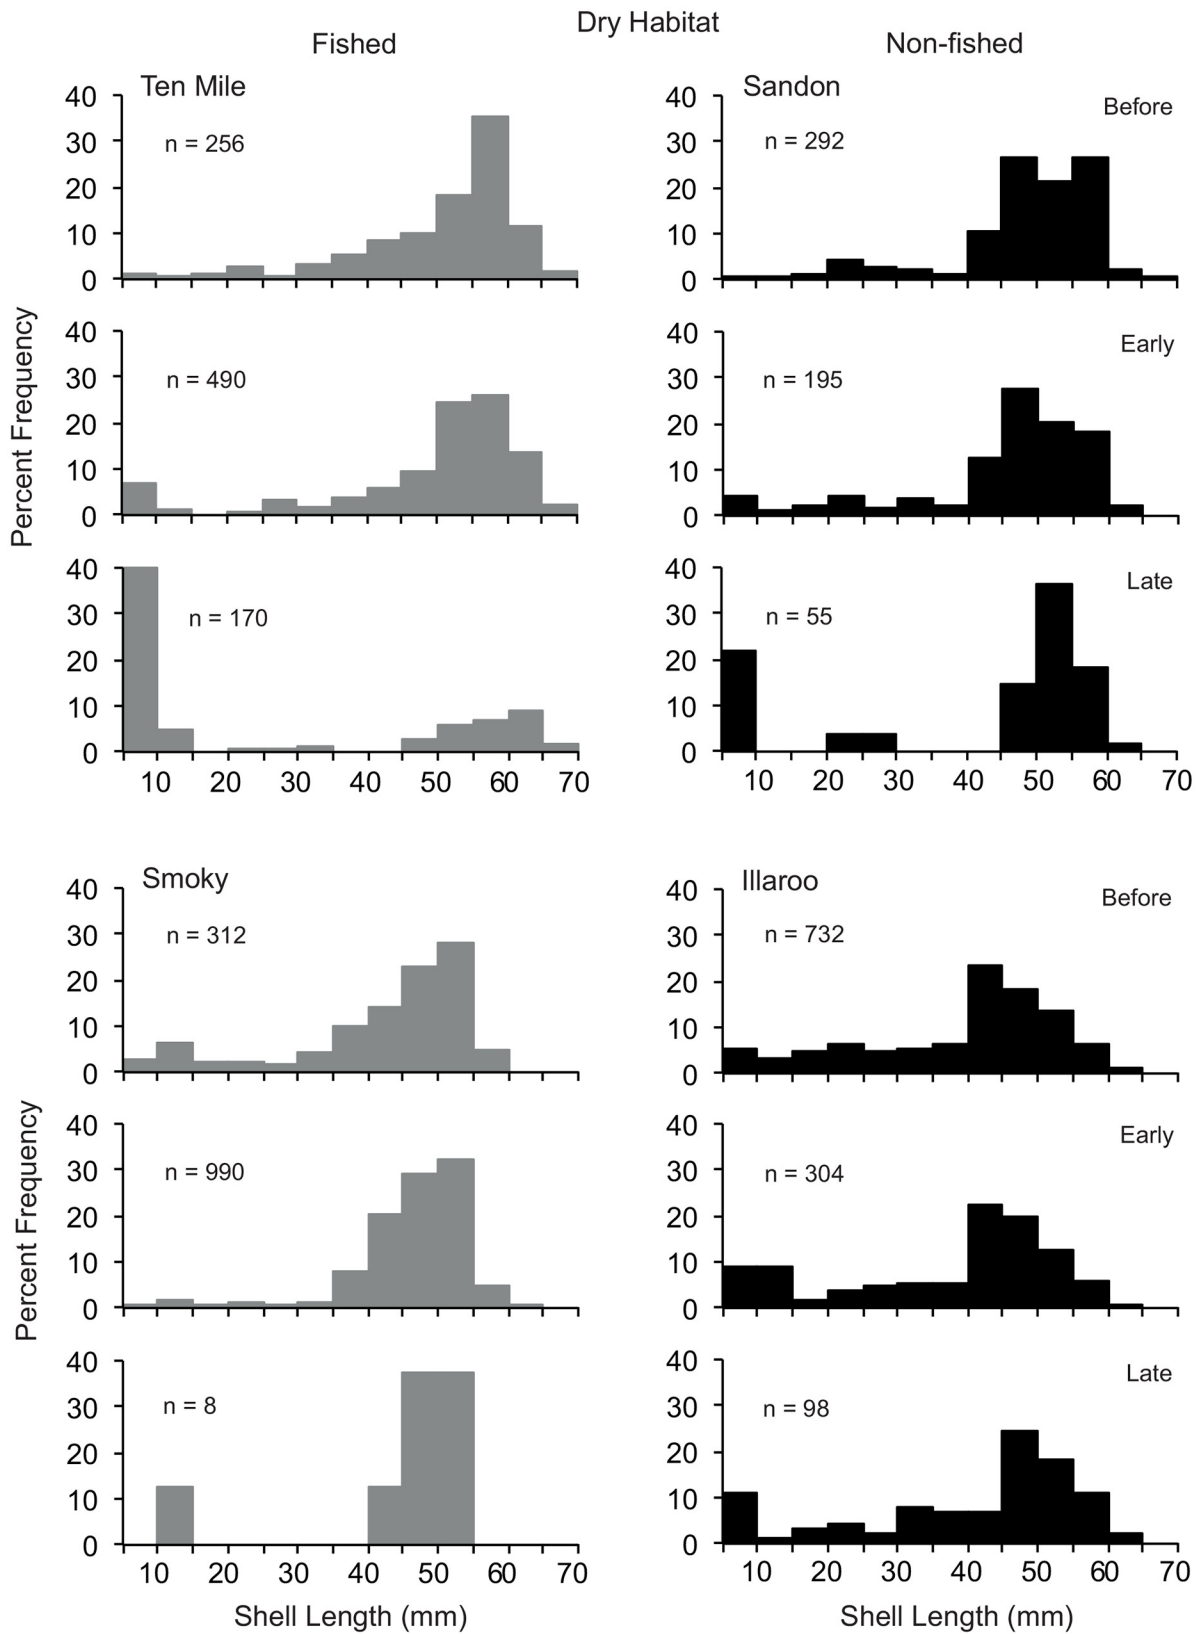 Dry Habitat
Fished
Non-fished
Ten Mile
n = 256
40
30
20
10
0
Sandon
Before
n = 292
40
30
20
10
0
Percent Frequency
n = 490
40
30
20
10
0
Early
n = 195
40
30
20
10
0
n = 170
40
30
20
10
0
10 20 30 40 50 60 70
Late
n = 55
40
30
20
10
0
10 20 30 40 50 60 70
Smoky
n = 312
40
30
20
10
0
Illaroo
Before
n = 732
40
30
20
10
0
Percent Frequency
n = 990
40
30
20
10
0
Early
n = 304
40
30
20
10
0
n = 8
40
30
20
10
0
10 20 30 40 50 60 70
Shell Length (mm)
Late
n = 98
40
30
20
10
0
10 20 30 40 50 60 70
Shell Length (mm)